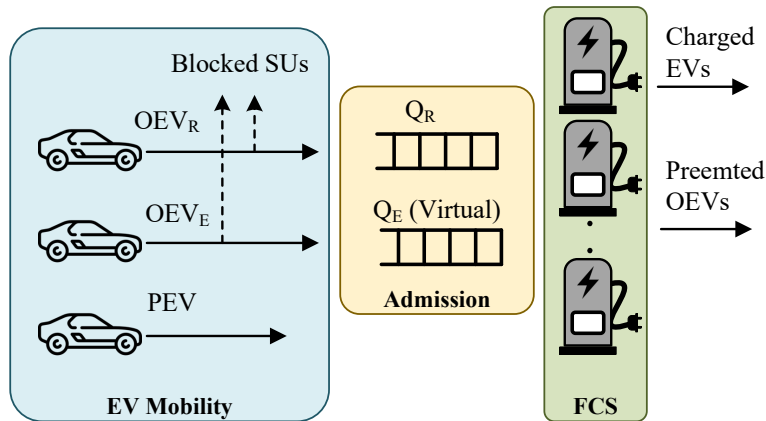 Blocked SUs
OEV_R
OEV_E
PEV
EV Mobility
Q_R
Q_E (Virtual)
Admission
FCS
Charged
EVs
Preemted
OEVs